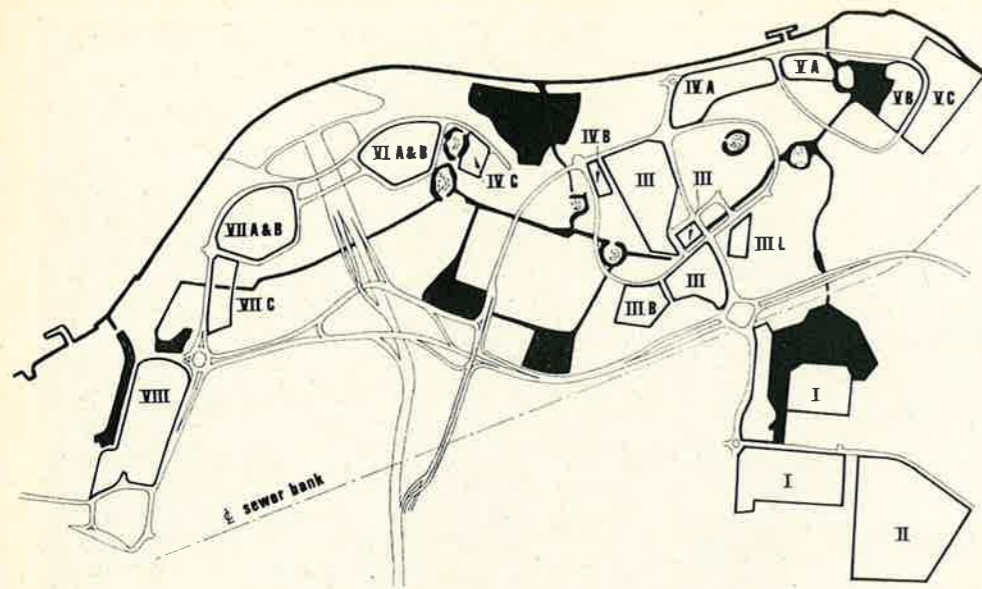 V A
IV A
V B
V C
IV B
VI A&B
IV C
III
III
VII A&B
III L
III
VII C
III B
VIII
I
℄ sewer bank
I
II